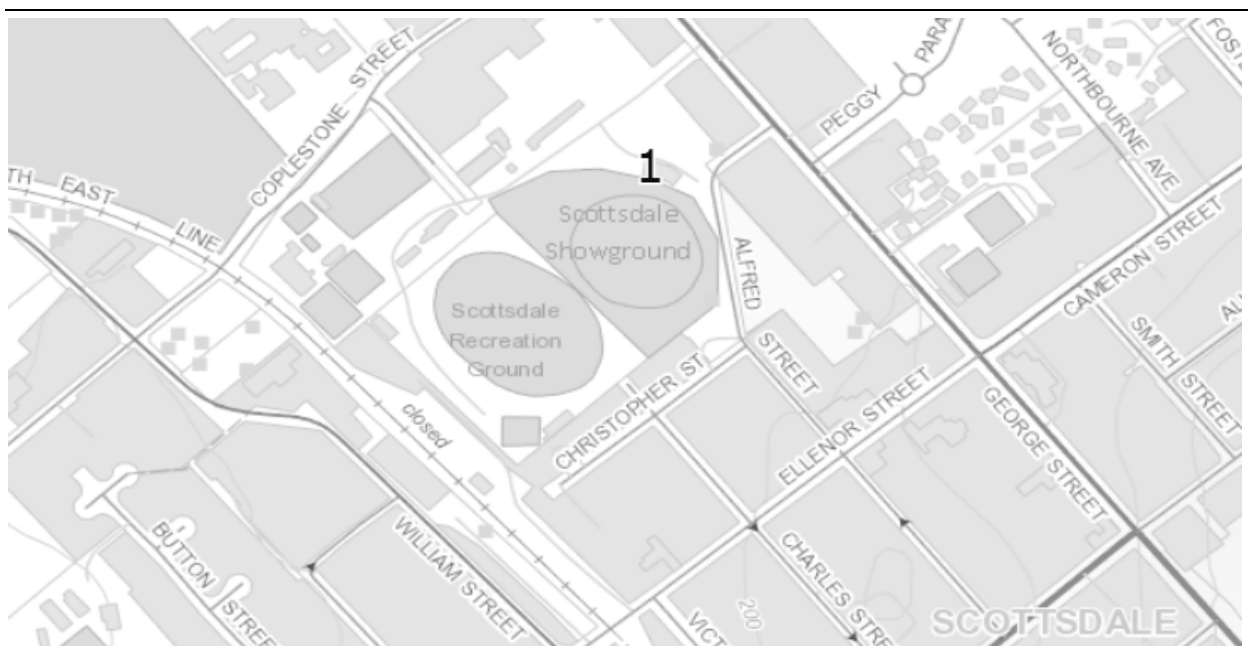 COPLESTONE STREET
PEGGY PARA
NORTHBOURNE AVE
FOSTE
TH EAST LINE
1
Scottsdale
Showground
ALFRED STREET
CAMERON STREET
Scottsdale
Recreation
Ground
SMITH STREET
CHRISTOPHER ST
ELLENOR STREET
GEORGE STREET
closed
WILLIAM STREET
BUTTON STREE
CHARLES STRE
200
VICT
SCOTTSDALE